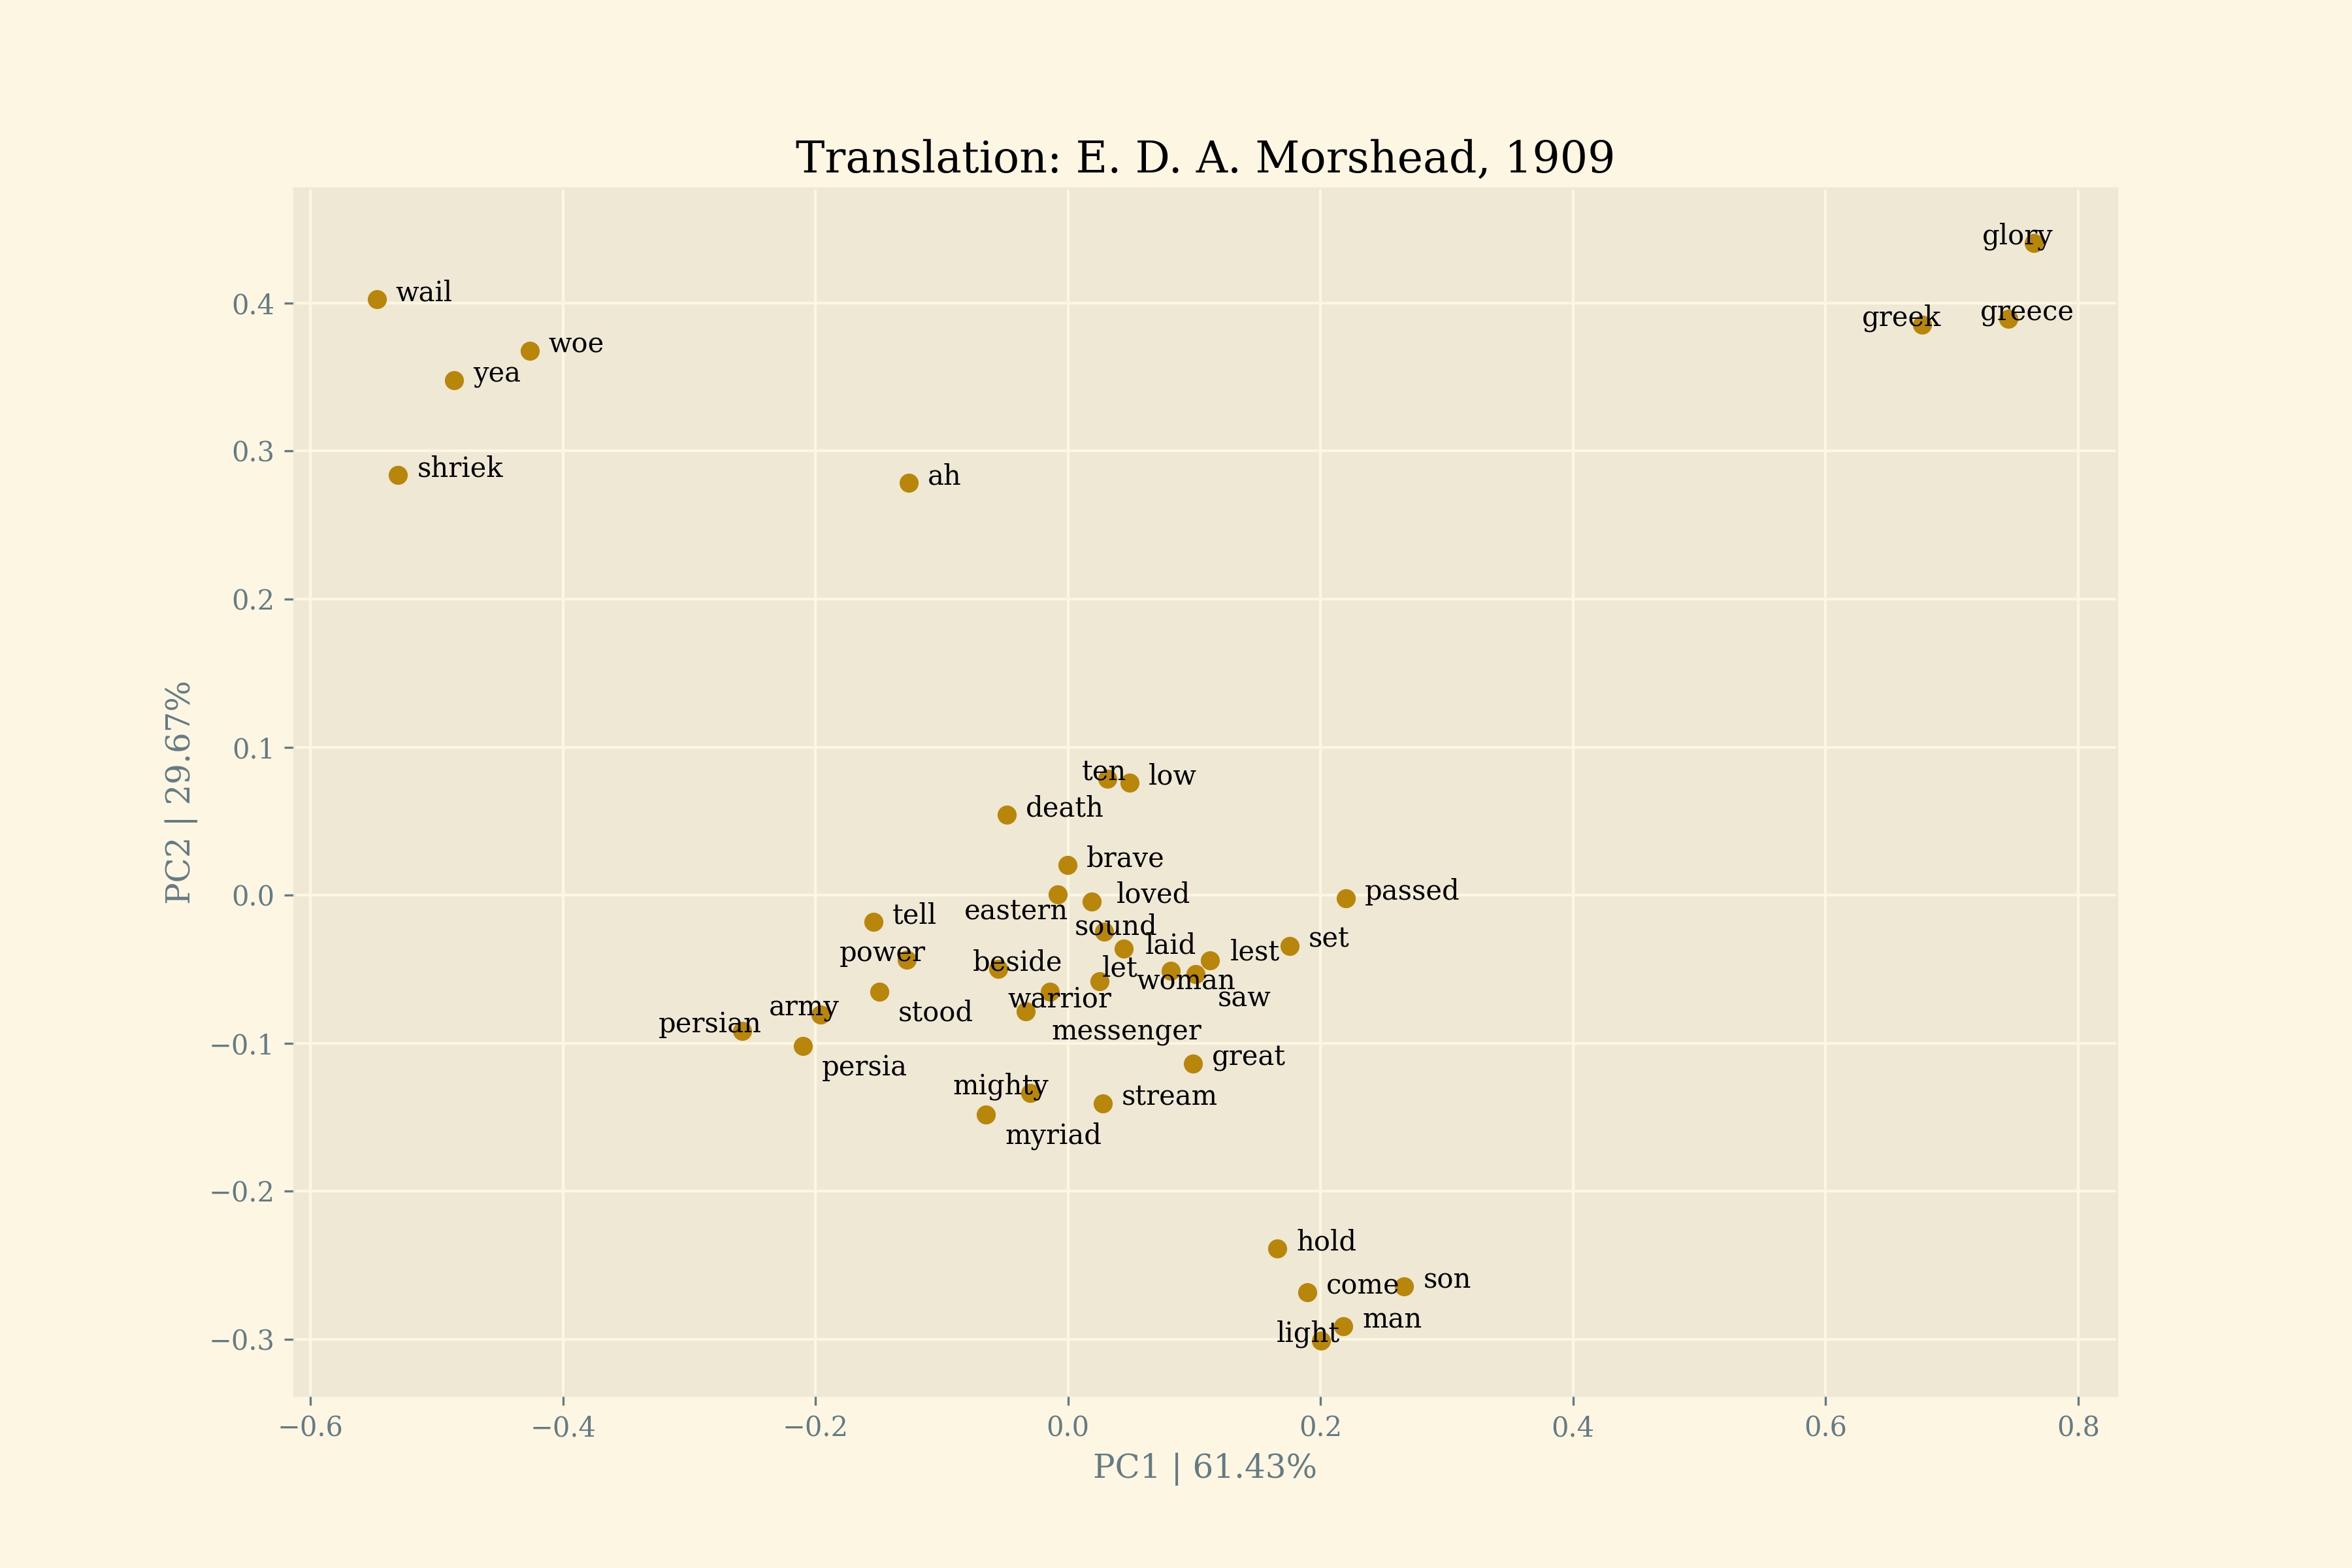 Translation: E. D. A. Morshead, 1909
glory
wail
greek greece
woe
yea
shriek
ah
ten low
death
brave
passed
loved
eastern
tell
sound
set
power
laid
lest
beside
let
woman
warrior
saw
army
stood
persian
messenger
great
persia
mighty
stream
myriad
hold
come son
man
light
0.4
0.3
0.2
0.1
0.0
−0.1
−0.2
−0.3
PC2 | 29.67%
−0.6 −0.4 −0.2 0.0 0.2 0.4 0.6 0.8
PC1 | 61.43%